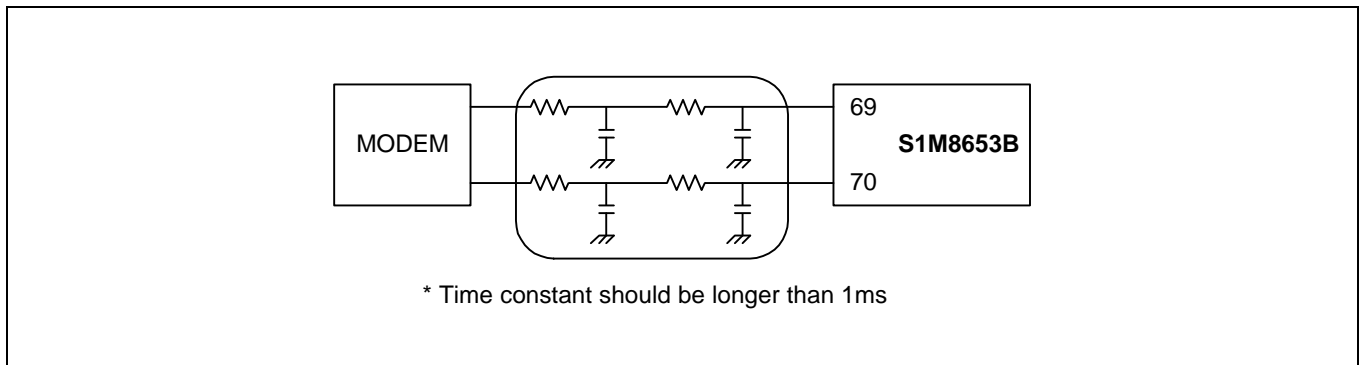 MODEM
69
S1M8653B
70
* Time constant should be longer than 1ms